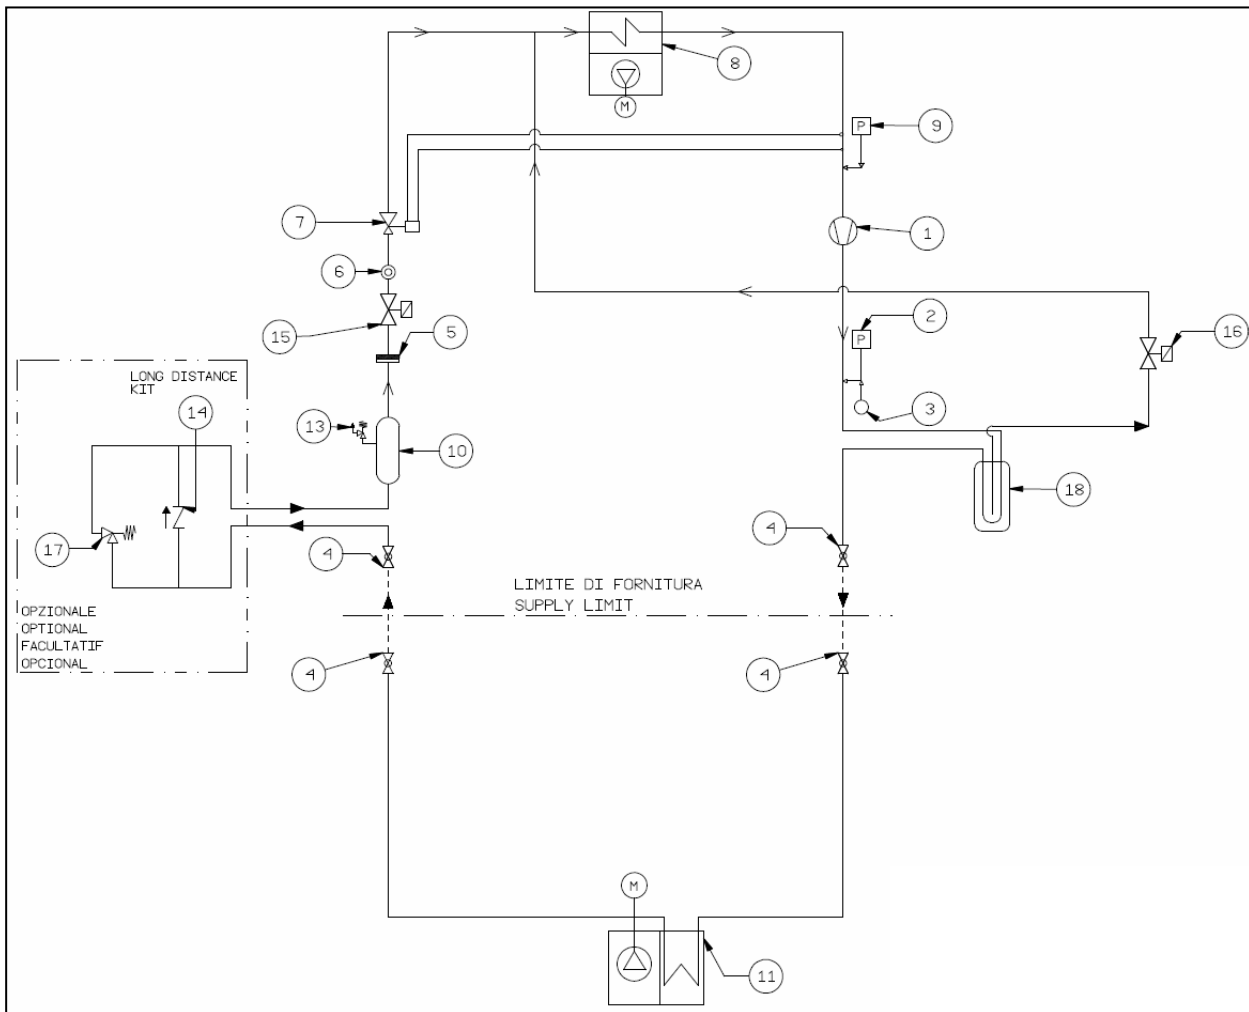 8
M
P
9
7
1
6
2
P
15
5
16
LONG DISTANCE
KIT
14
3
13
10
18
17
4
4
LIMITE DI FORNITURA
SUPPLY LIMIT
OPZIONALE
OPTIONAL
FACULTATIF
OPCIONAL
4
4
M
11